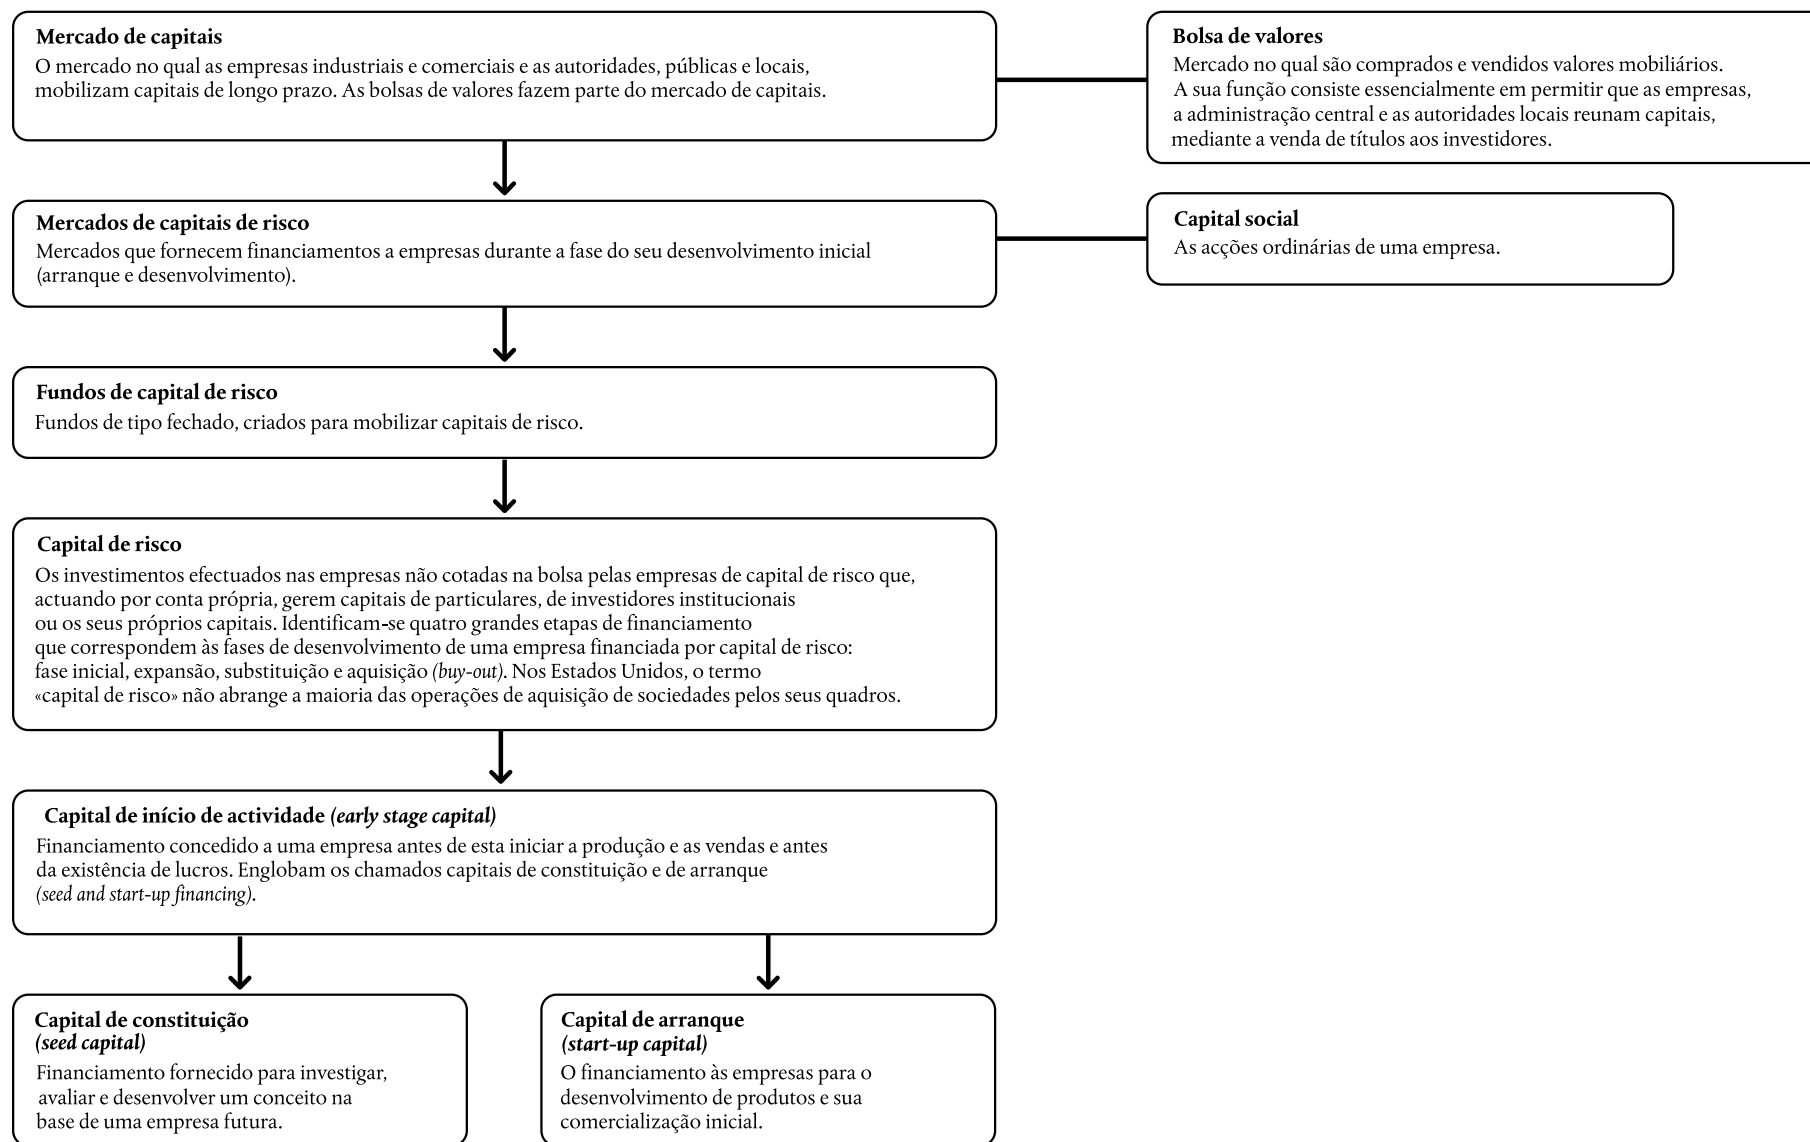 Mercado de capitais
O mercado no qual as empresas industriais e comerciais e as autoridades, públicas e locais,
mobilizam capitais de longo prazo. As bolsas de valores fazem parte do mercado de capitais.
Bolsa de valores
Mercado no qual são comprados e vendidos valores mobiliários.
A sua função consiste essencialmente em permitir que as empresas,
a administração central e as autoridades locais reunam capitais,
mediante a venda de títulos aos investidores.
Mercados de capitais de risco
Mercados que fornecem financiamentos a empresas durante a fase do seu desenvolvimento inicial
(arranque e desenvolvimento).
Capital social
As acções ordinárias de uma empresa.
Fundos de capital de risco
Fundos de tipo fechado, criados para mobilizar capitais de risco.
Capital de risco
Os investimentos efectuados nas empresas não cotadas na bolsa pelas empresas de capital de risco que,
actuando por conta própria, gerem capitais de particulares, de investidores institucionais
ou os seus próprios capitais. Identificam-se quatro grandes etapas de financiamento
que correspondem às fases de desenvolvimento de uma empresa financiada por capital de risco:
fase inicial, expansão, substituição e aquisição (buy-out). Nos Estados Unidos, o termo
«capital de risco» não abrange a maioria das operações de aquisição de sociedades pelos seus quadros.
Capital de início de actividade (early stage capital)
Financiamento concedido a uma empresa antes de esta iniciar a produção e as vendas e antes
da existência de lucros. Englobam os chamados capitais de constituição e de arranque
(seed and start-up financing).
Capital de constituição
(seed capital)
Financiamento fornecido para investigar,
avaliar e desenvolver um conceito na
base de uma empresa futura.
Capital de arranque
(start-up capital)
O financiamento às empresas para o
desenvolvimento de produtos e sua
comercialização inicial.